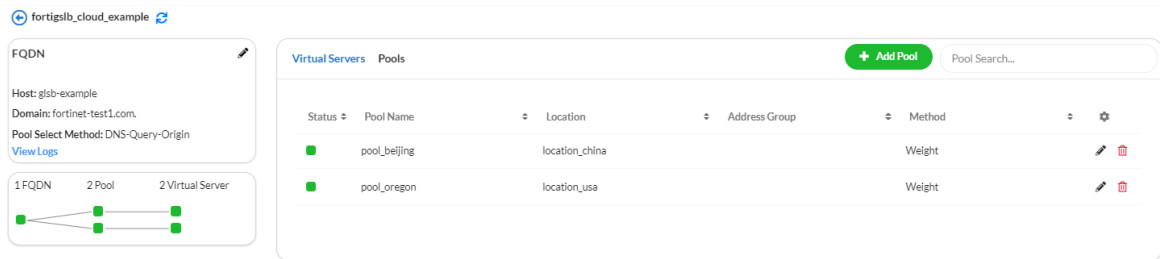 fortigslb_cloud_example
FQDN
Host: glsb-example
Domain: fortinet-test1.com.
Pool Select Method: DNS-Query-Origin
View Logs
1 FQDN 2 Pool 2 Virtual Server
Virtual Servers Pools + Add Pool Pool Search...
Status Pool Name Location Address Group Method
pool_beijing location_china Weight
pool_oregon location_usa Weight